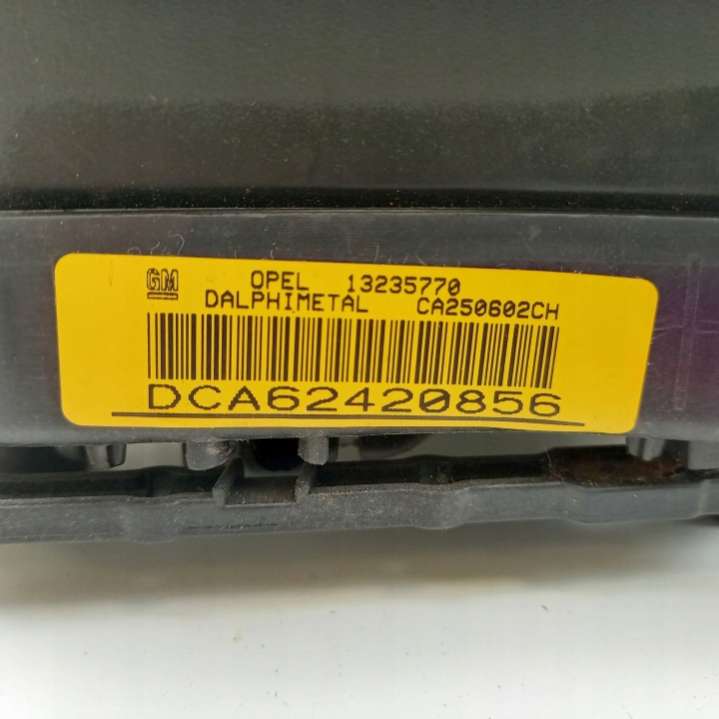 GM OPEL 13235770
DALPHIMETAL CA250602CH
DCA62420856